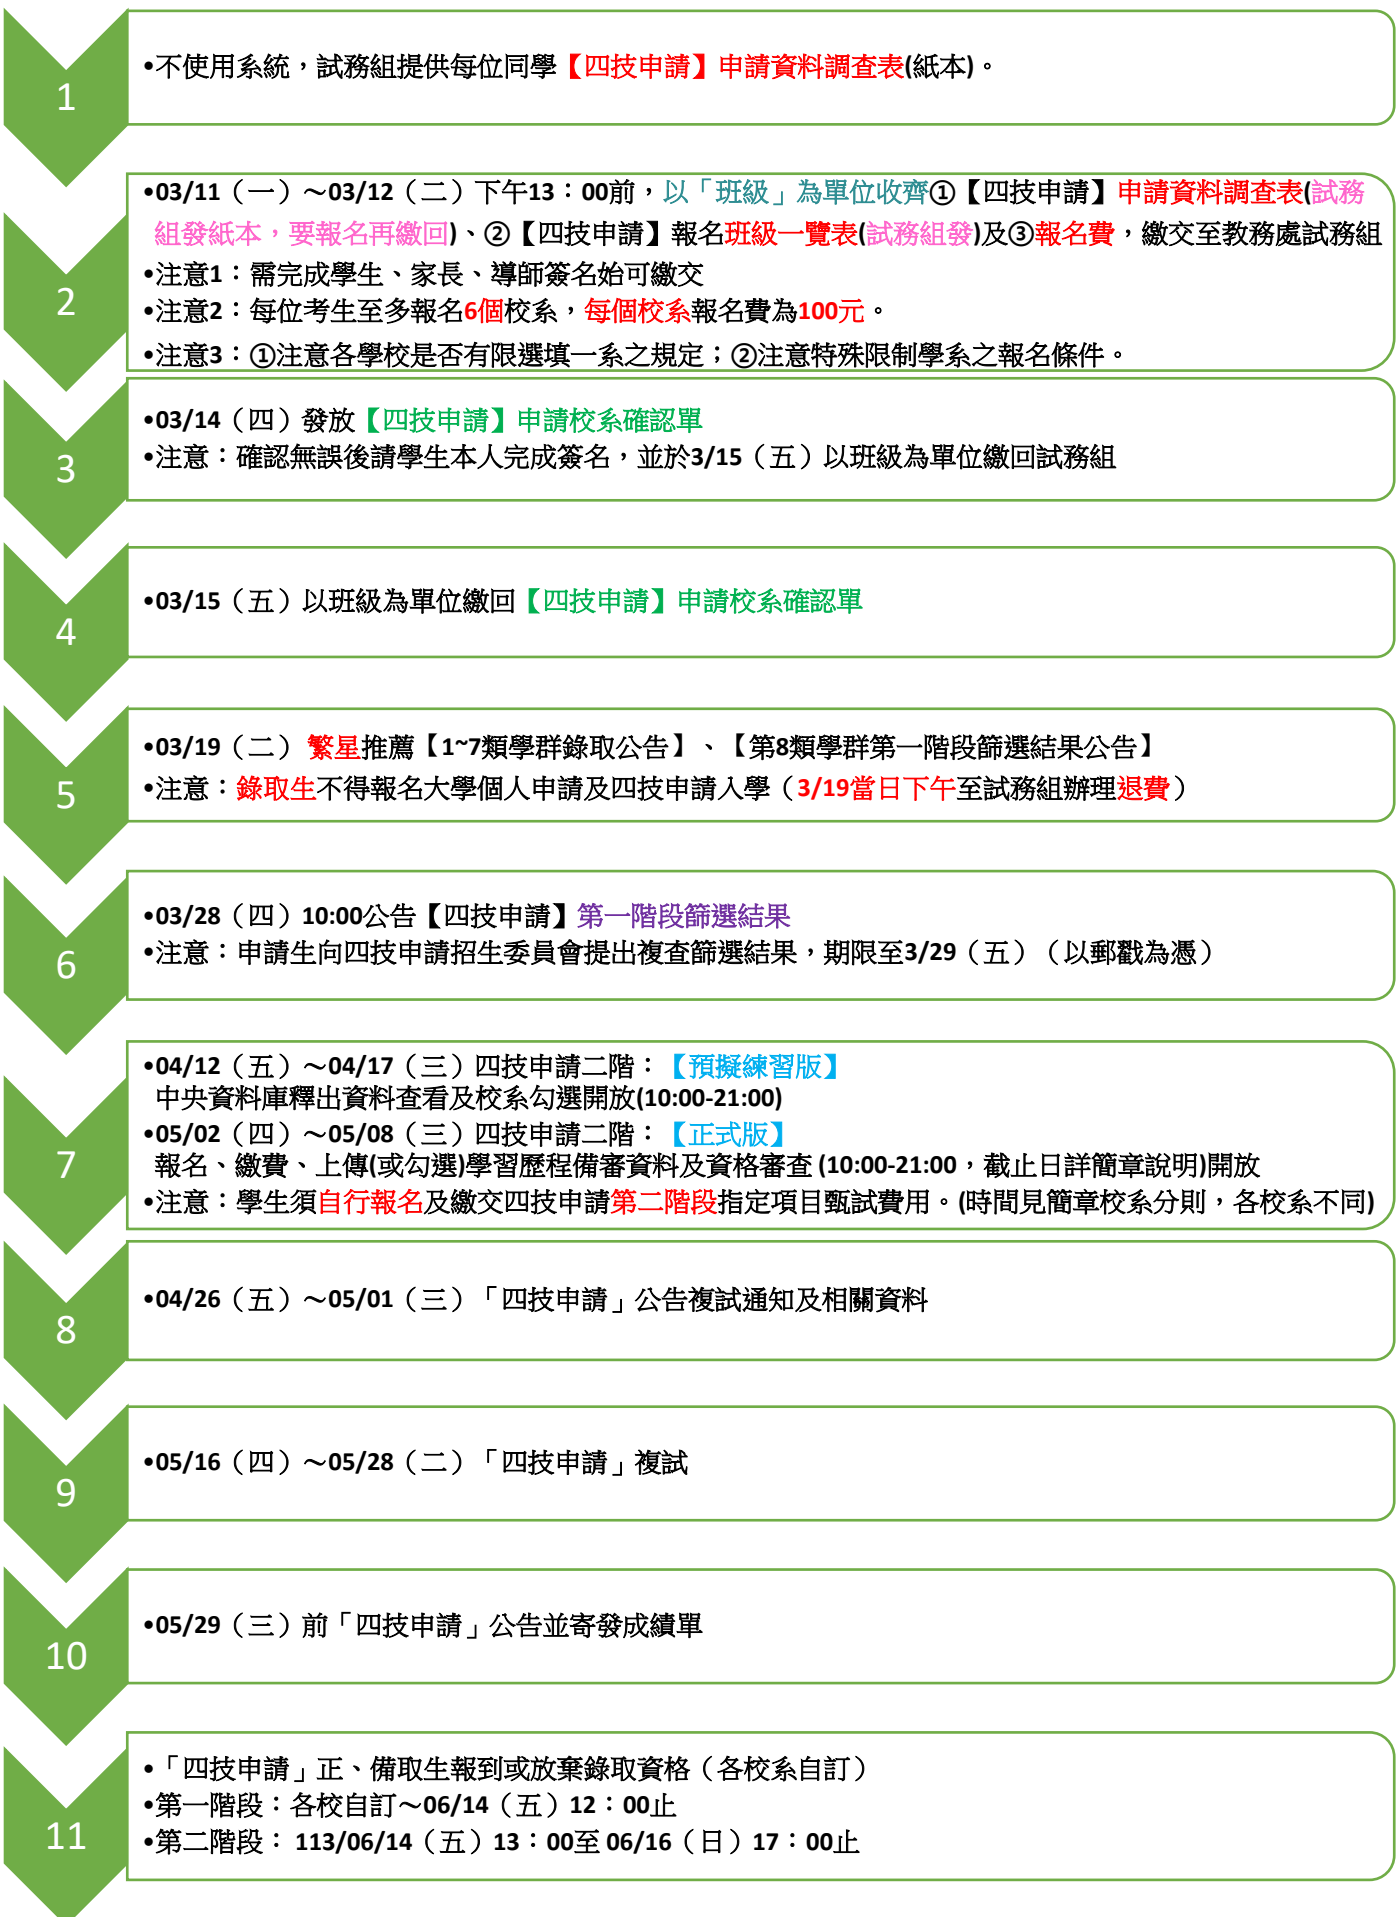 1
•不使用系統，試務組提供每位同學【四技申請】申請資料調查表(紙本)。
2
•03/11（一）～03/12（二）下午13：00前，以「班級」為單位收齊①【四技申請】申請資料調查表(試務
組發紙本，要報名再繳回)、②【四技申請】報名班級一覽表(試務組發)及③報名費，繳交至教務處試務組
•注意1：需完成學生、家長、導師簽名始可繳交
•注意2：每位考生至多報名6個校系，每個校系報名費為100元。
•注意3：①注意各學校是否有限選填一系之規定；②注意特殊限制學系之報名條件。
3
•03/14（四）發放【四技申請】申請校系確認單
•注意：確認無誤後請學生本人完成簽名，並於3/15（五）以班級為單位繳回試務組
4
•03/15（五）以班級為單位繳回【四技申請】申請校系確認單
5
•03/19（二） 繁星推薦【1~7類學群錄取公告】、【第8類學群第一階段篩選結果公告】
•注意：錄取生不得報名大學個人申請及四技申請入學（3/19當日下午至試務組辦理退費）
6
•03/28（四）10:00公告【四技申請】第一階段篩選結果
•注意：申請生向四技申請招生委員會提出複查篩選結果，期限至3/29（五）（以郵戳為憑）
7
•04/12（五）～04/17（三）四技申請二階：【預擬練習版】
中央資料庫釋出資料查看及校系勾選開放(10:00-21:00)
•05/02（四）～05/08（三）四技申請二階：【正式版】
報名、繳費、上傳(或勾選)學習歷程備審資料及資格審查 (10:00-21:00，截止日詳簡章說明)開放
•注意：學生須自行報名及繳交四技申請第二階段指定項目甄試費用。(時間見簡章校系分則，各校系不同)
8
•04/26（五）～05/01（三）「四技申請」公告複試通知及相關資料
9
•05/16（四）～05/28（二）「四技申請」複試
10
•05/29（三）前「四技申請」公告並寄發成績單
11
•「四技申請」正、備取生報到或放棄錄取資格（各校系自訂）
•第一階段：各校自訂～06/14（五）12：00止
•第二階段： 113/06/14（五）13：00至 06/16（日）17：00止